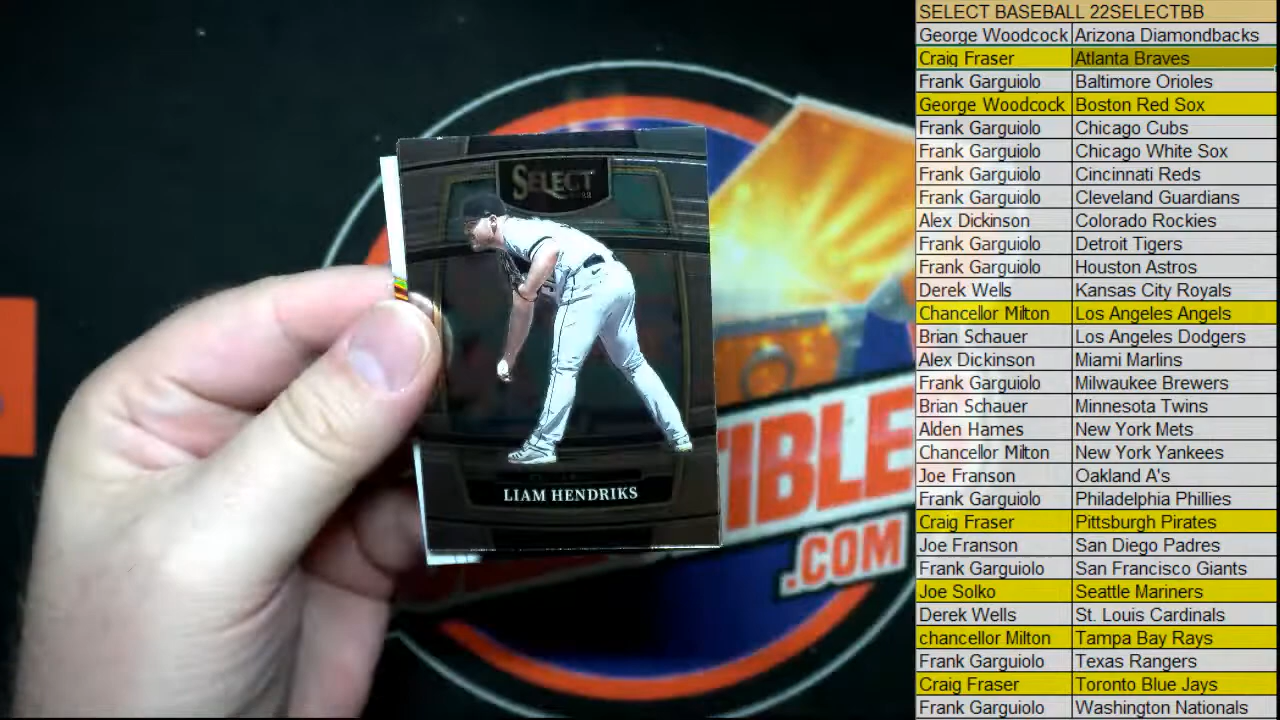 SELECT BASEBALL 22SELECTBB
George Woodcock Arizona Diamondbacks
Craig Fraser Atlanta Braves
Frank Garguiolo Baltimore Orioles
George Woodcock Boston Red Sox
Frank Garguiolo Chicago Cubs
Frank Garguiolo Chicago White Sox
Frank Garguiolo Cincinnati Reds
Frank Garguiolo Cleveland Guardians
Alex Dickinson Colorado Rockies
Frank Garguiolo Detroit Tigers
Frank Garguiolo Houston Astros
Derek Wells Kansas City Royals
Chancellor Milton Los Angeles Angels
Brian Schauer Los Angeles Dodgers
Alex Dickinson Miami Marlins
Frank Garguiolo Milwaukee Brewers
Brian Schauer Minnesota Twins
Alden Hames New York Mets
Chancellor Milton New York Yankees
Joe Franson Oakland A's
Frank Garguiolo Philadelphia Phillies
Craig Fraser Pittsburgh Pirates
Joe Franson San Diego Padres
Frank Garguiolo San Francisco Giants
Joe Solko Seattle Mariners
Derek Wells St. Louis Cardinals
chancellor Milton Tampa Bay Rays
Frank Garguiolo Texas Rangers
Craig Fraser Toronto Blue Jays
Frank Garguiolo Washington Nationals
SELECT
LIAM HENDRIKS
TIBLE
.COM